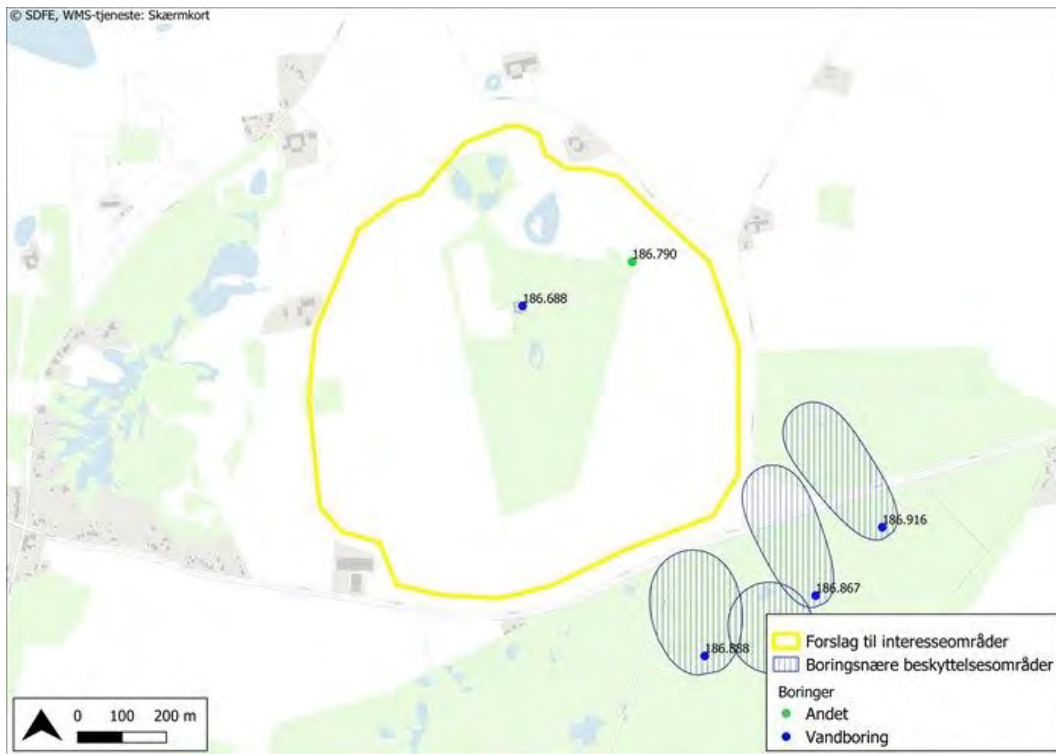 © SDFE, WMS-tjeneste: Skærmkort
186.790
186.688
186.916
186.867
186.888
Forslag til interesseområder
Boringsnære beskyttelsesområder
Boringer
Andet
Vandboring
0 100 200 m